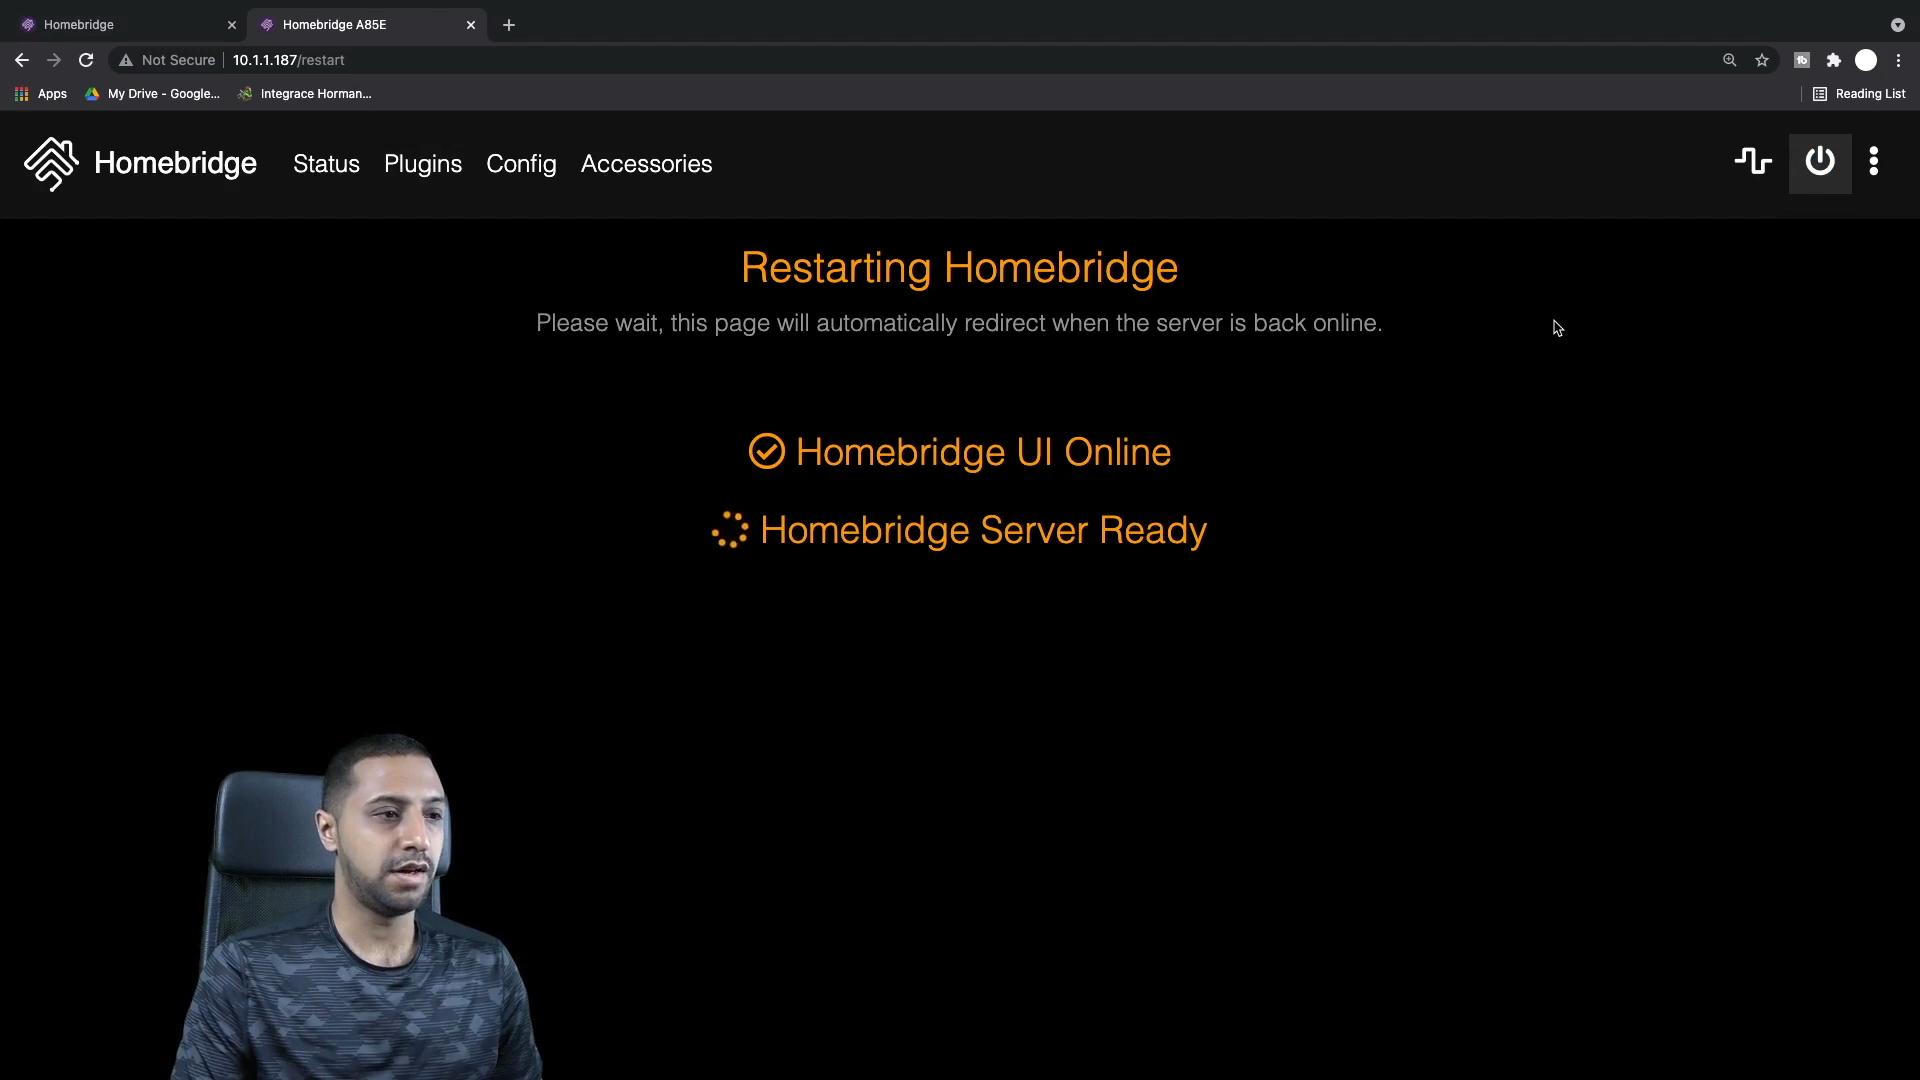 Homebridge
Homebridge A85E
Not Secure
10.1.1.187/restart
Apps
My Drive - Google...
Integrace Horman...
Reading List
Homebridge
Status
Plugins
Config
Accessories
Restarting Homebridge
Please wait, this page will automatically redirect when the server is back online.
Homebridge UI Online
Homebridge Server Ready